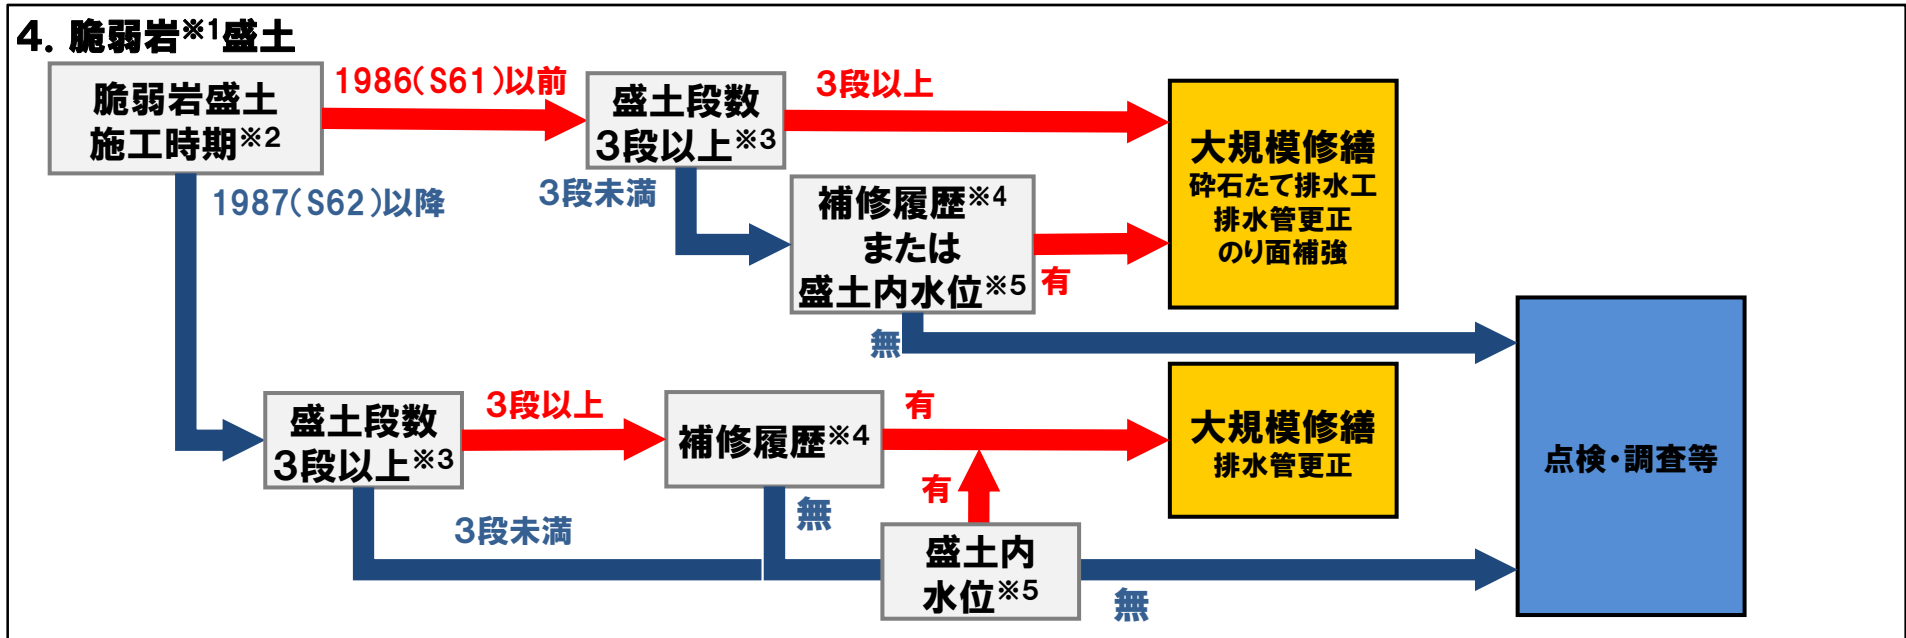 4. 脆弱岩※1盛土
脆弱岩盛土
施工時期※2
1986(S61)以前
盛土段数
3段以上※3
3段以上
大規模修繕
砕石たて排水工
排水管更正
のり面補強
1987(S62)以降
3段未満
補修履歴※4
または
盛土内水位※5
有
無
盛土段数
3段以上※3
3段以上
補修履歴※4
有
大規模修繕
排水管更正
点検・調査等
3段未満
無
有
盛土内
水位※5
無